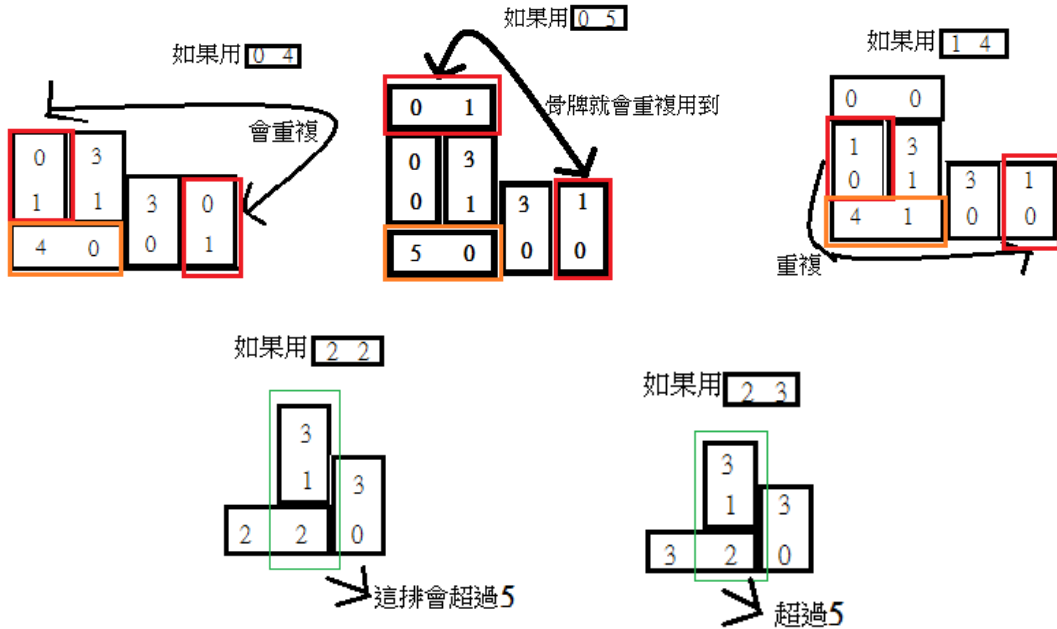 如果用 0 4
會重複
0 3
1 1 3 0
4 0 0 1
如果用 0 5
0 1
骨牌就會重複用到
0 3
0 1 3 1
5 0 0 0
如果用 1 4
0 0
1 3
0 1 3 1
4 1 0 0
重複
如果用 2 2
3
1 3
2 2 0
這排會超過5
如果用 2 3
3
1 3
3 2 0
超過5